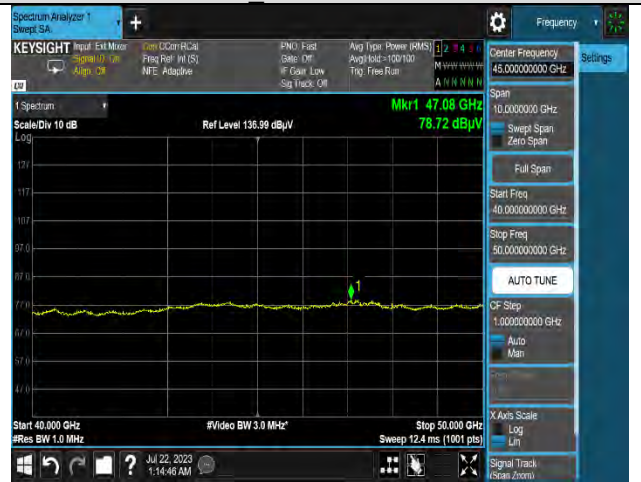 Spectrum Analyzer 1
Swept SA
Frequency
KEYSIGHT
Input: Ext Mixer
Signal ID: On
Align: Off
Corr CCorr RCal
Freq Ref: Int (S)
NFE: Adaptive
PNO: Fast
Gate: Off
IF Gain: Low
Sig Track: Off
Avg Type: Power (RMS)
Avg|Hold:>100/100
Trig: Free Run
1 2 3 4 5 6
M W W W W W
A N N N N N
1 Spectrum
Scale/Div 10 dB
Ref Level 136.99 dBµV
Mkr1 47.08 GHz
78.72 dBµV
Log
127
117
107
97.0
87.0
77.0
67.0
57.0
47.0
1
Start 40.000 GHz
#Video BW 3.0 MHz*
Stop 50.000 GHz
#Res BW 1.0 MHz
Sweep 12.4 ms (1001 pts)
?
Jul 22, 2023
1:14:46 AM
Center Frequency
45.000000000 GHz
Settings
Span
10.0000000 GHz
Swept Span
Zero Span
Full Span
Start Freq
40.000000000 GHz
Stop Freq
50.000000000 GHz
AUTO TUNE
CF Step
1.000000000 GHz
Auto
Man
X Axis Scale
Log
Lin
Signal Track
(Span Zoom)